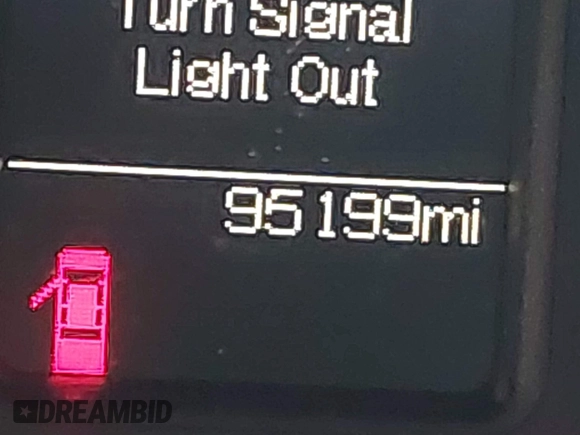 Turn Signal
Light Out
95199mi
DREAMBID